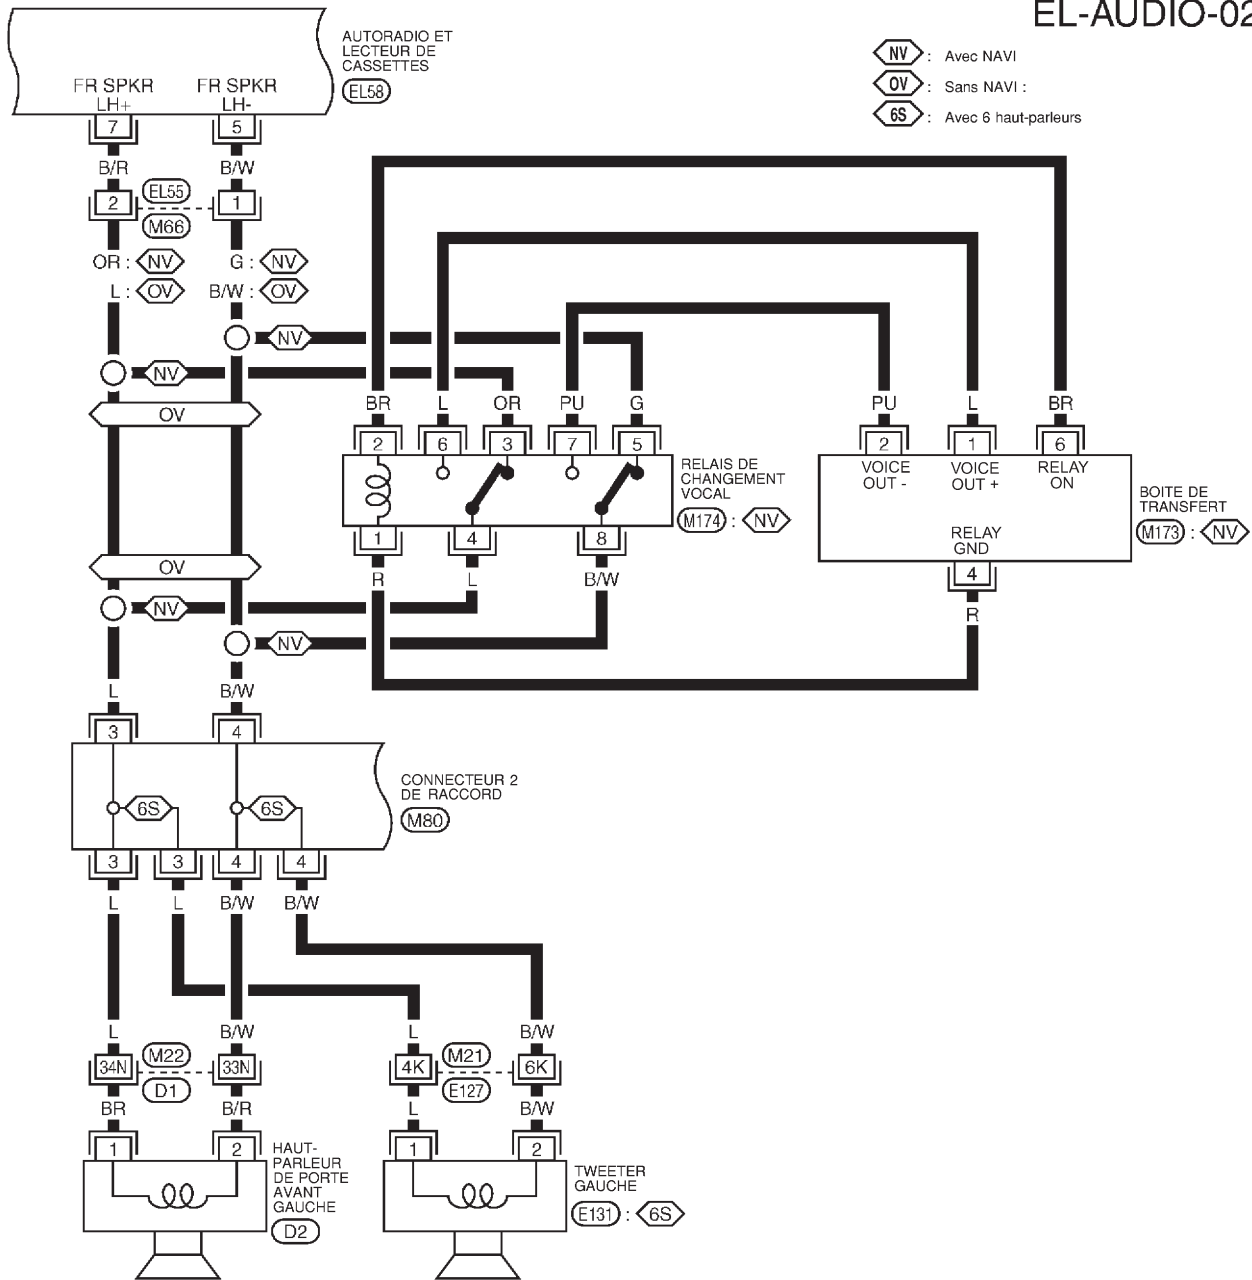 EL-AUDIO-02
AUTORADIO ET
LECTEUR DE
CASSETTES
EL58
NV : Avec NAVI
OV : Sans NAVI :
6S : Avec 6 haut-parleurs
FR SPKR FR SPKR
LH+ LH-
7 5
B/R B/W
2 EL55 1
M66
OR : NV G : NV
L : OV B/W : OV
NV
NV
OV
BR L OR PU G PU L BR
2 6 3 7 5 2 1 6
RELAIS DE
CHANGEMENT
VOCAL
M174 : NV
VOICE VOICE RELAY
OUT - OUT + ON
BOITE DE
TRANSFERT
M173 : NV
RELAY
GND
1 4 8 4
R L B/W R
OV
NV
NV
L B/W
3 4
CONNECTEUR 2
DE RACCORD
M80
6S 6S
3 3 4 4
L L B/W B/W
L B/W L B/W
34N M22 33N 4K M21 6K
D1 E127
BR B/R L B/W
1 2 1 2
HAUT-
PARLEUR
DE PORTE
AVANT
GAUCHE
D2
TWEETER
GAUCHE
E131 : 6S